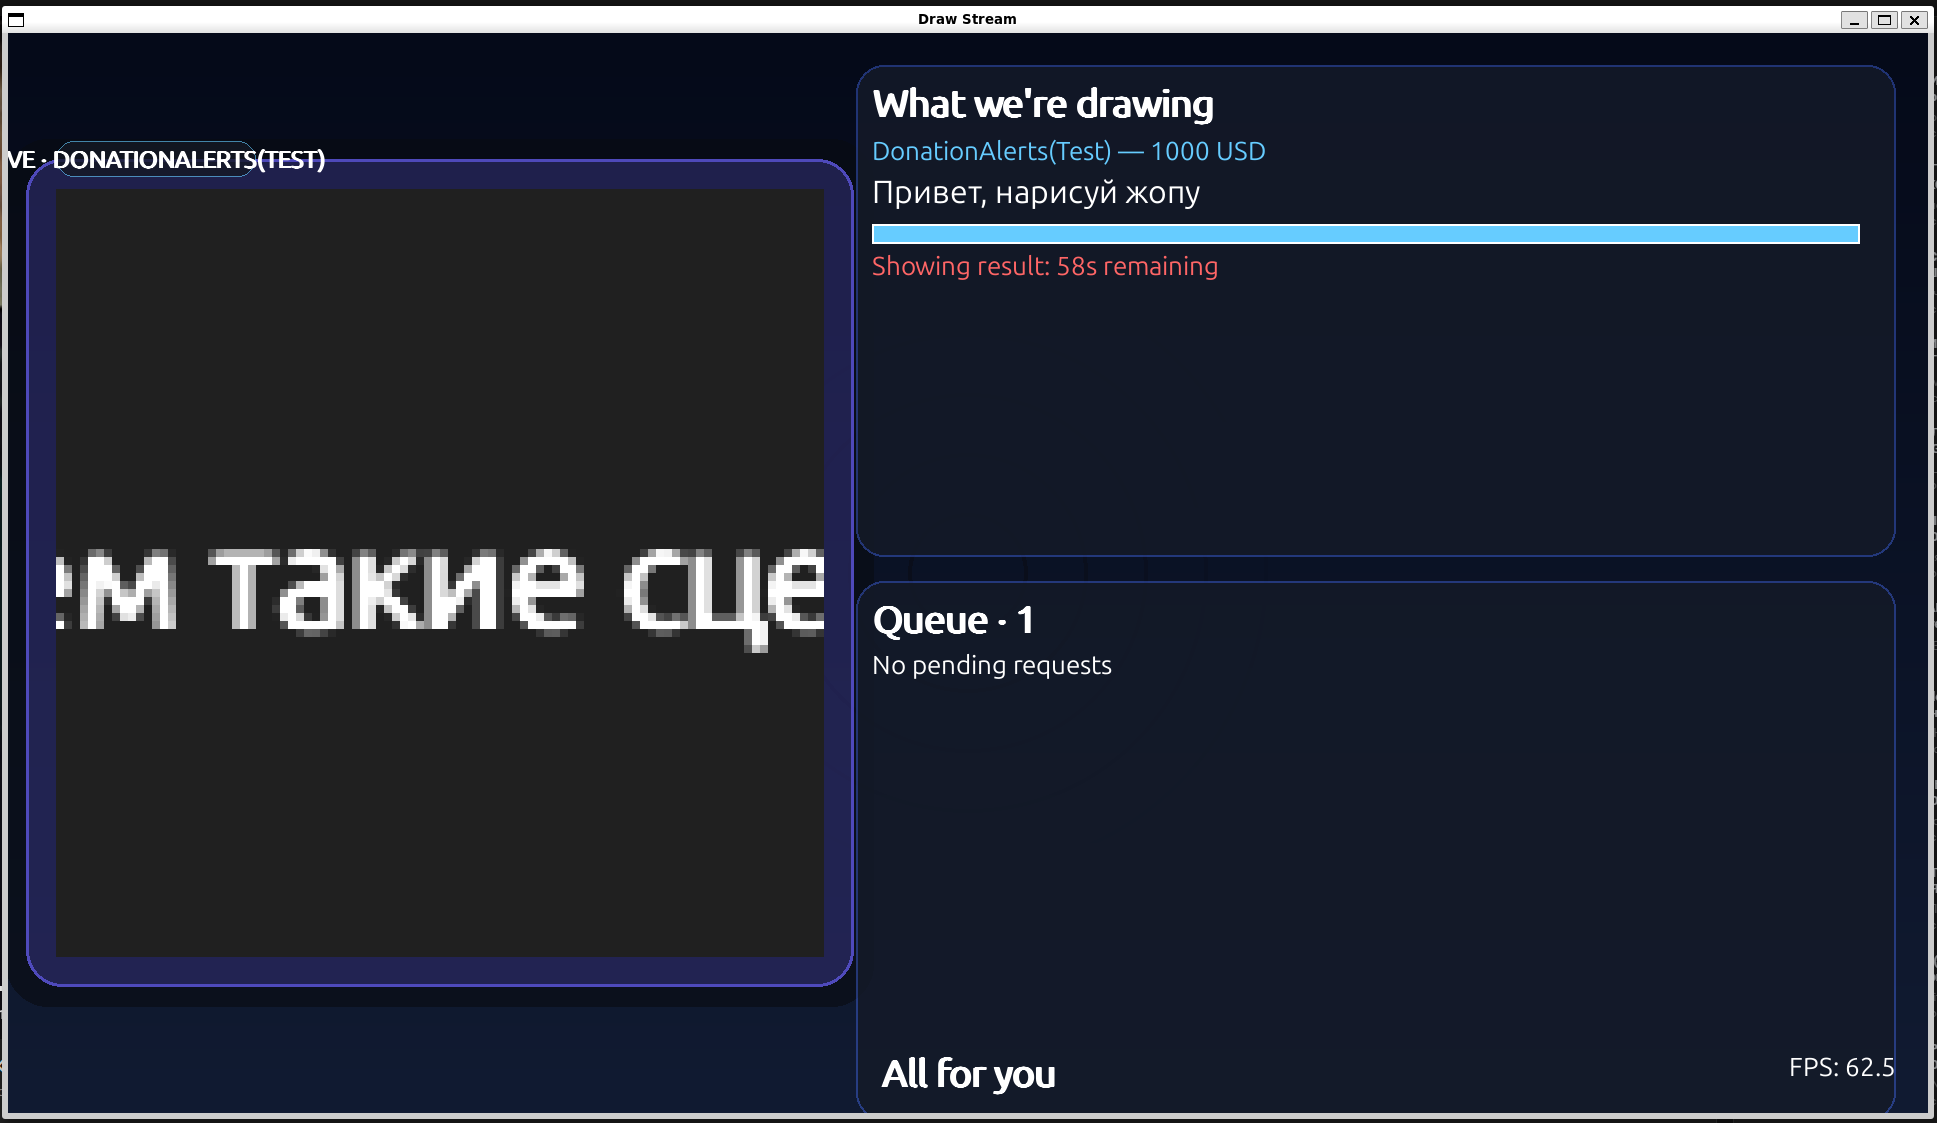 Draw Stream
VE · DONATIONALERTS(TEST)
ем такие сце
What we're drawing
DonationAlerts(Test) — 1000 USD
Привет, нарисуй жопу
Showing result: 58s remaining
Queue · 1
No pending requests
All for you
FPS: 62.5